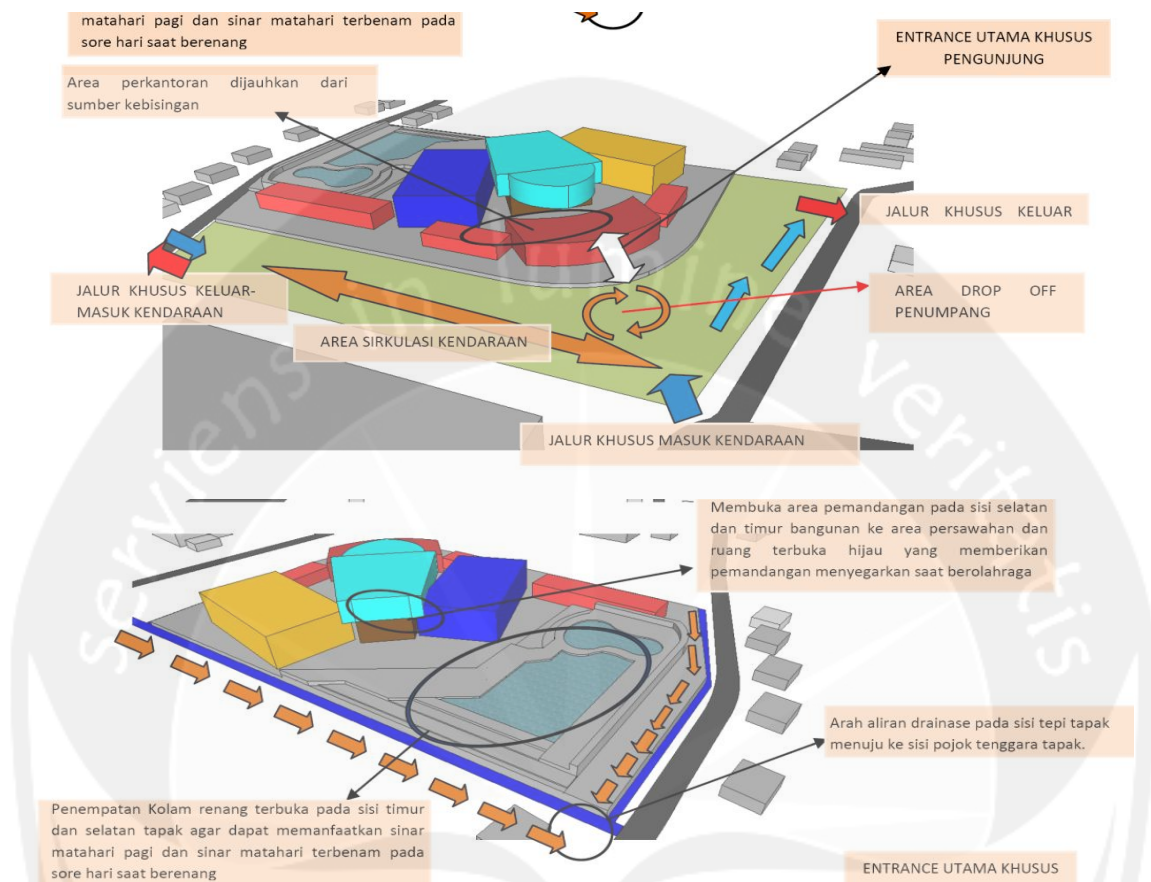 matahari pagi dan sinar matahari terbenam pada
sore hari saat berenang
ENTRANCE UTAMA KHUSUS
PENGUNJUNG
Area perkantoran dijauhkan dari
sumber kebisingan
JALUR KHUSUS KELUAR
JALUR KHUSUS KELUAR-
MASUK KENDARAAN
AREA DROP OFF
PENUMPANG
AREA SIRKULASI KENDARAAN
JALUR KHUSUS MASUK KENDARAAN
serviens in lumine veritatis
Membuka area pemandangan pada sisi selatan
dan timur bangunan ke area persawahan dan
ruang terbuka hijau yang memberikan
pemandangan menyegarkan saat berolahraga
Arah aliran drainase pada sisi tepi tapak
menuju ke sisi pojok tenggara tapak.
Penempatan Kolam renang terbuka pada sisi timur
dan selatan tapak agar dapat memanfaatkan sinar
matahari pagi dan sinar matahari terbenam pada
sore hari saat berenang
ENTRANCE UTAMA KHUSUS